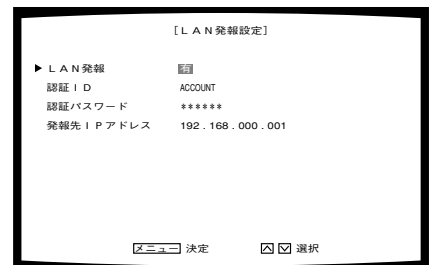 [ＬＡＮ発報設定]
▶ ＬＡＮ発報 有
認証ＩＤ ACCOUNT
認証パスワード ******
発報先ＩＰアドレス 192.168.000.001
メニュー 決定 ∧ ∨ 選択